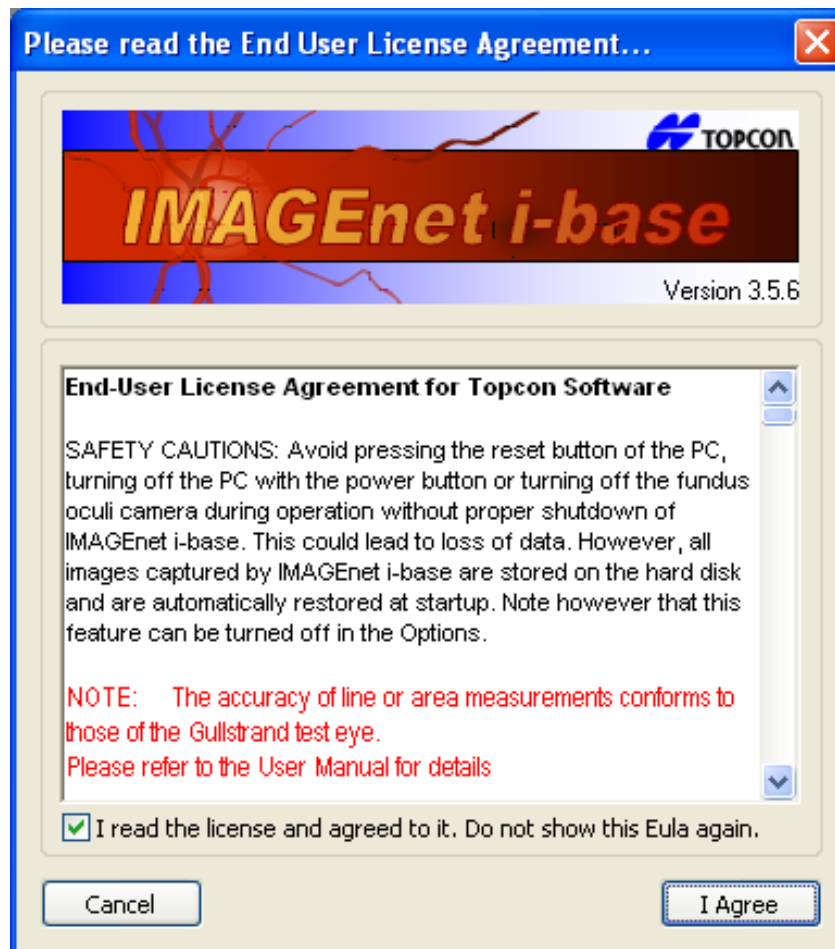 Please read the End User License Agreement...
TOPCON
IMAGEnet i-base
Version 3.5.6
End-User License Agreement for Topcon Software
SAFETY CAUTIONS: Avoid pressing the reset button of the PC,
turning off the PC with the power button or turning off the fundus
oculi camera during operation without proper shutdown of
IMAGEnet i-base. This could lead to loss of data. However, all
images captured by IMAGEnet i-base are stored on the hard disk
and are automatically restored at startup. Note however that this
feature can be turned off in the Options.
NOTE: The accuracy of line or area measurements conforms to
those of the Gullstrand test eye.
Please refer to the User Manual for details
I read the license and agreed to it. Do not show this Eula again.
Cancel
I Agree